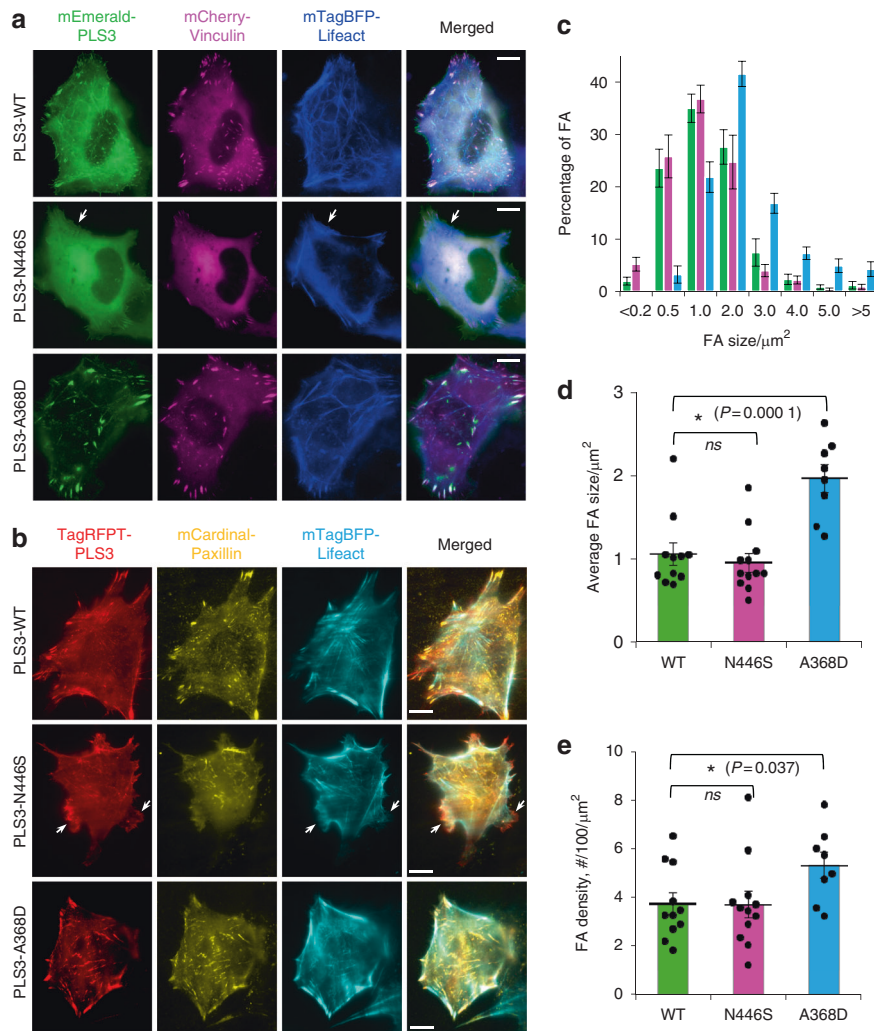 a
mEmerald-
PLS3
mCherry-
Vinculin
mTagBFP-
Lifeact
Merged
PLS3-WT
PLS3-N446S
PLS3-A368D
b
TagRFPT-
PLS3
mCardinal-
Paxillin
mTagBFP-
Lifeact
Merged
PLS3-WT
PLS3-N446S
PLS3-A368D
c
Percentage of FA
40
30
20
10
0
<0.2 0.5 1.0 2.0 3.0 4.0 5.0 >5
FA size/μm²
d
Average FA size/μm²
3
2
1
0
* (P=0.000 1)
ns
WT N446S A368D
e
FA density, #/100/μm²
10
8
6
4
2
0
* (P=0.037)
ns
WT N446S A368D